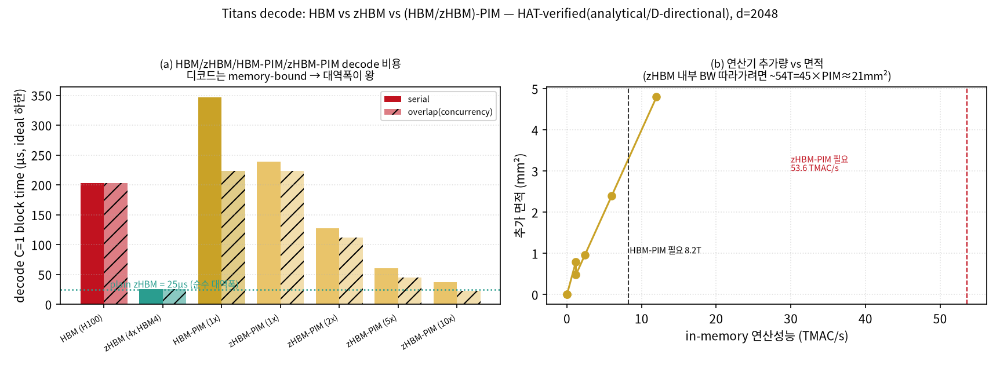 Titans decode: HBM vs zHBM vs (HBM/zHBM)-PIM — HAT-verified(analytical/D-directional), d=2048
(a) HBM/zHBM/HBM-PIM/zHBM-PIM decode 비용
디코드는 memory-bound → 대역폭이 왕
decode C=1 block time (µs, ideal 하한)
350
300
250
200
150
100
50
0
serial
overlap(concurrency)
plain zHBM = 25µs (순수 대역폭)
HBM (H100)
zHBM (4x HBM4)
HBM-PIM (1x)
zHBM-PIM (1x)
zHBM-PIM (2x)
zHBM-PIM (5x)
zHBM-PIM (10x)
(b) 연산기 추가량 vs 면적
(zHBM 내부 BW 따라가려면 ~54T=45×PIM≈21mm²)
추가 면적 (mm²)
5
4
3
2
1
0
zHBM-PIM 필요
53.6 TMAC/s
HBM-PIM 필요 8.2T
0
10
20
30
40
50
in-memory 연산성능 (TMAC/s)